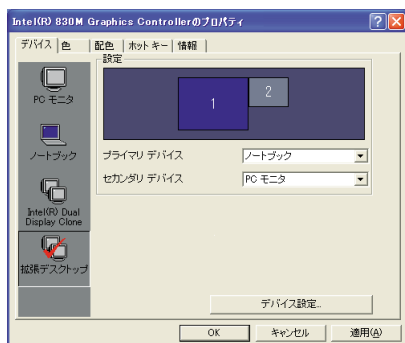 Intel(R) 830M Graphics Controllerのプロパティ
デバイス 色 配色 ホット キー 情報
PC モニタ
ノートブック
Intel(R) Dual
Display Clone
拡張デスクトップ
設定
1 2
プライマリ デバイス ノートブック
セカンダリ デバイス PC モニタ
デバイス設定...
OK キャンセル 適用(A)